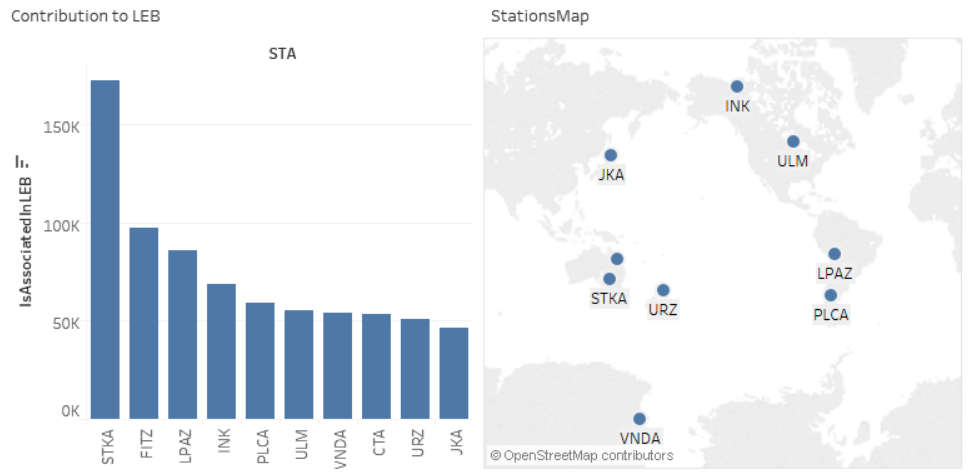 Contribution to LEB
STA
IsAssociatedInLEB
150K
100K
50K
0K
STKA
FITZ
LPAZ
INK
PLCA
ULM
VNDA
CTA
URZ
JKA
StationsMap
INK
ULM
JKA
LPAZ
STKA
URZ
PLCA
VNDA
© OpenStreetMap contributors